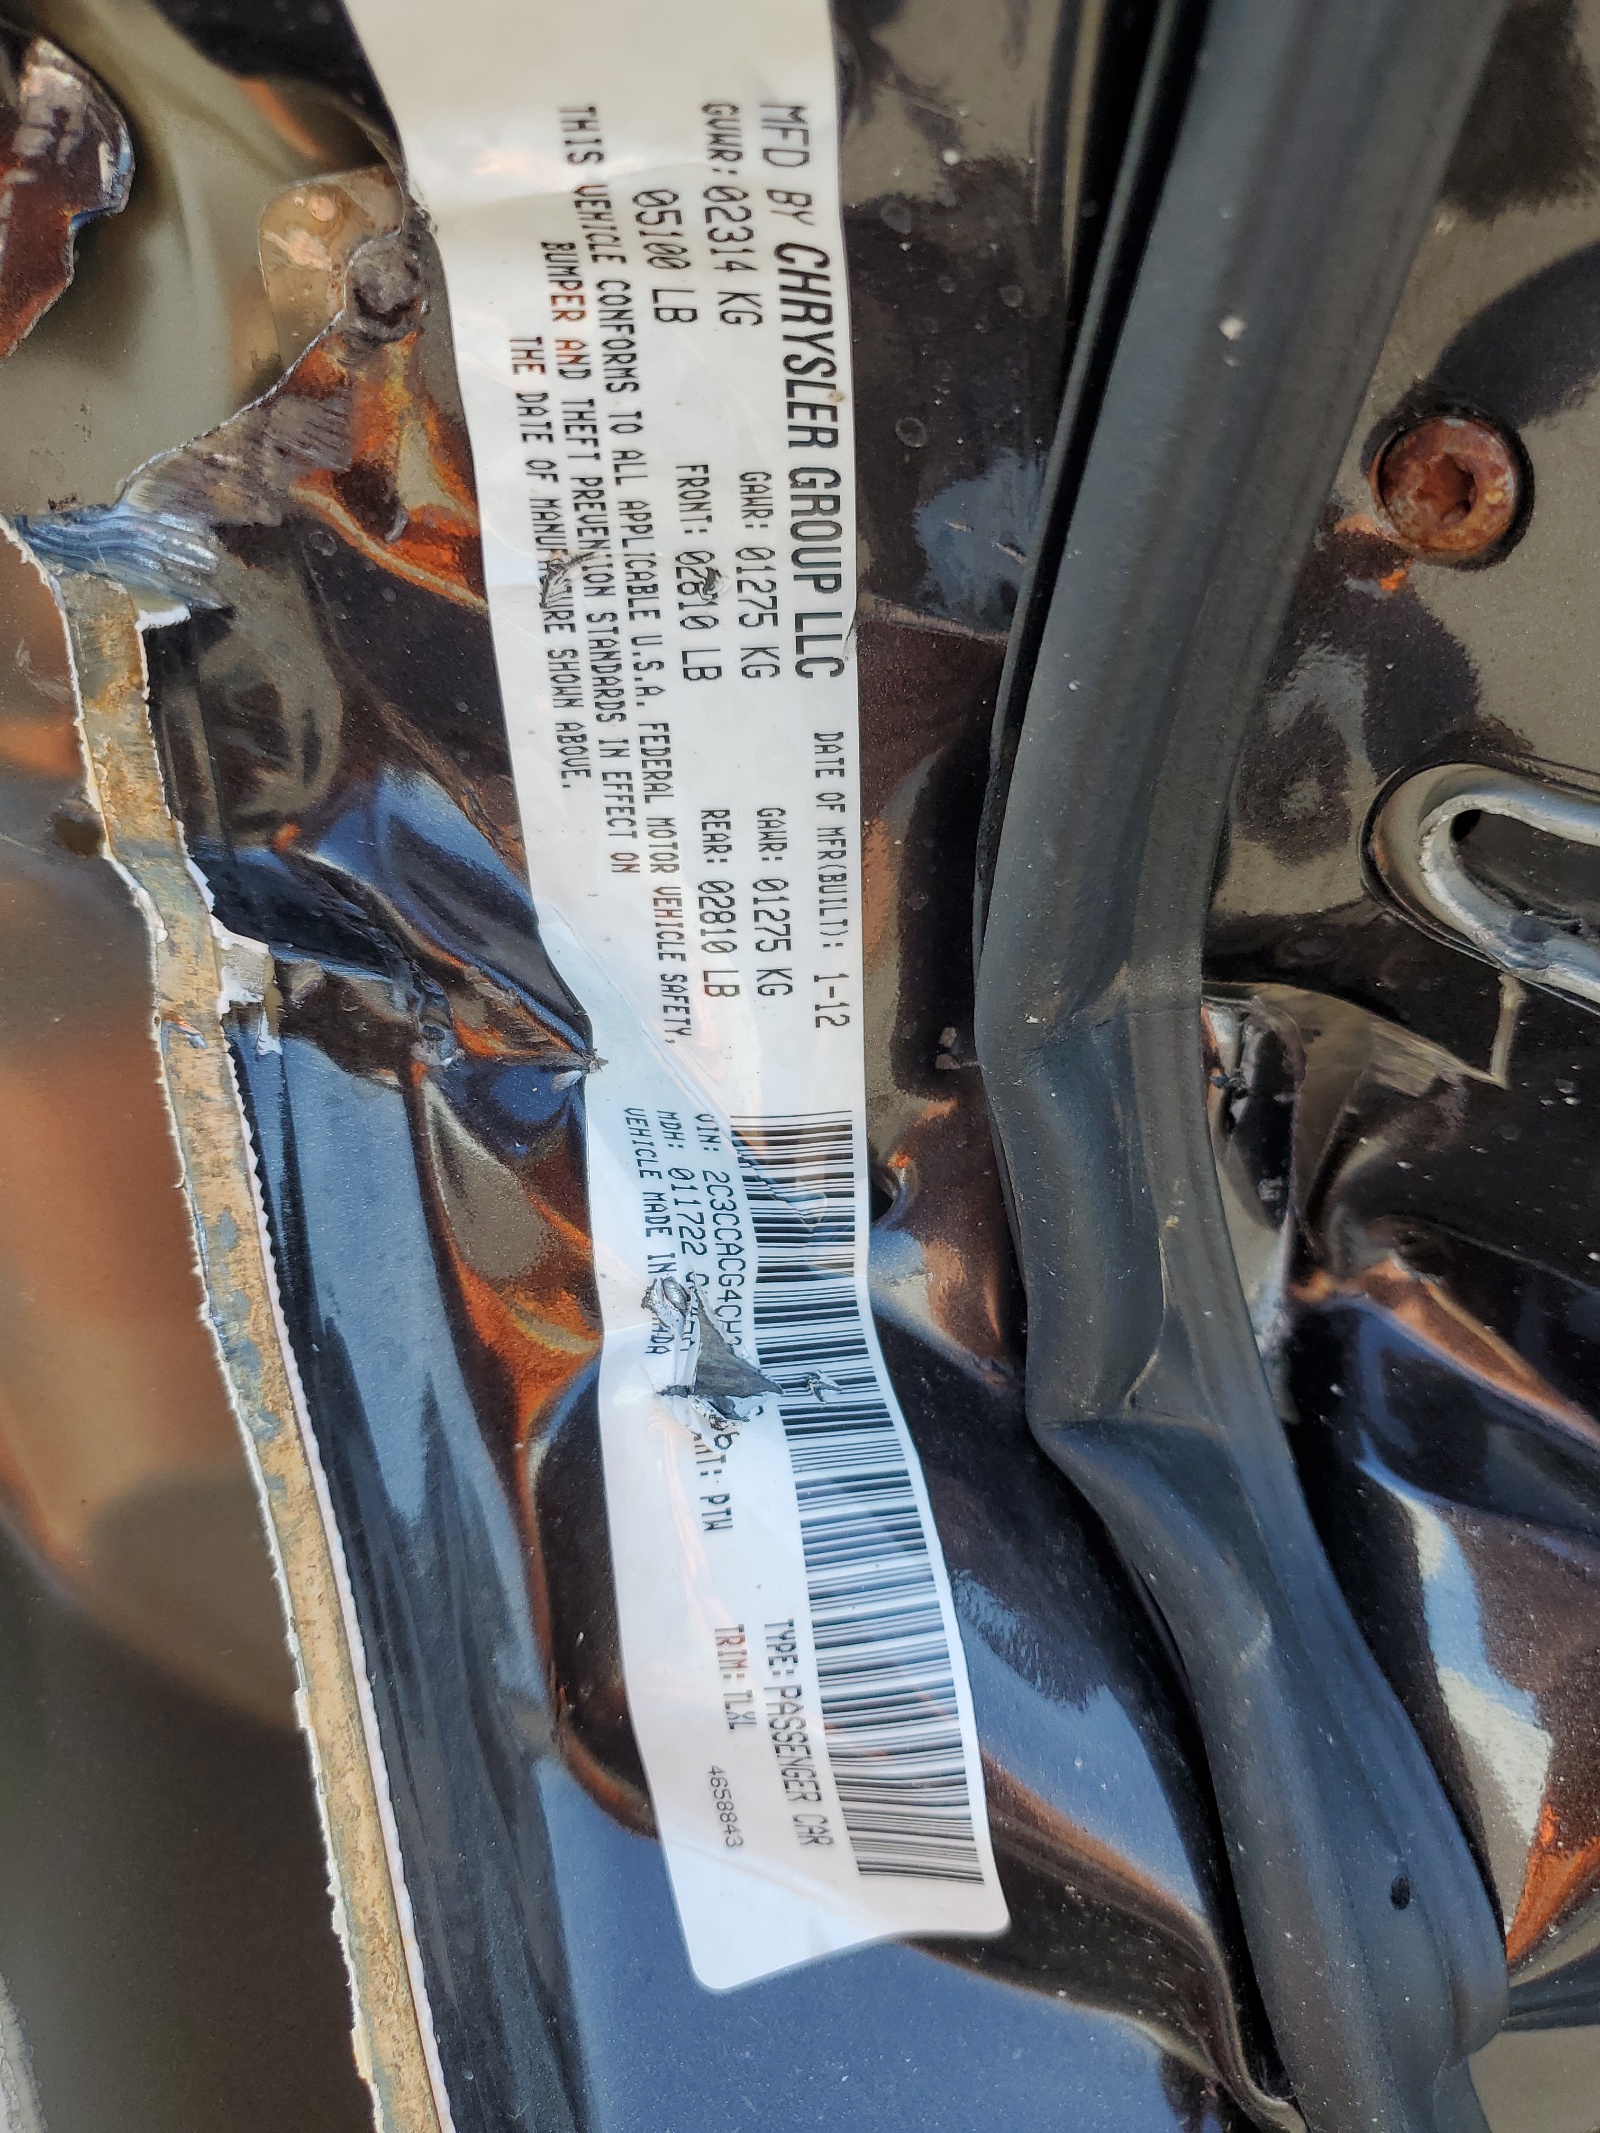 MFD BY CHRYSLER GROUP LLC DATE OF MFR(BUILT): 1-12
GVWR: 02314 KG GAWR: 01275 KG GAWR: 01275 KG
05100 LB FRONT: 02810 LB REAR: 02810 LB
THIS VEHICLE CONFORMS TO ALL APPLICABLE U.S.A. FEDERAL MOTOR VEHICLE SAFETY,
BUMPER AND THEFT PREVENTION STANDARDS IN EFFECT ON
THE DATE OF MANUFACTURE SHOWN ABOVE.
VIN: 2C3CCACG4CH TYPE: PASSENGER CAR
MDH: 011722 PTW TRIM: TLXL
VEHICLE MADE IN 4658843